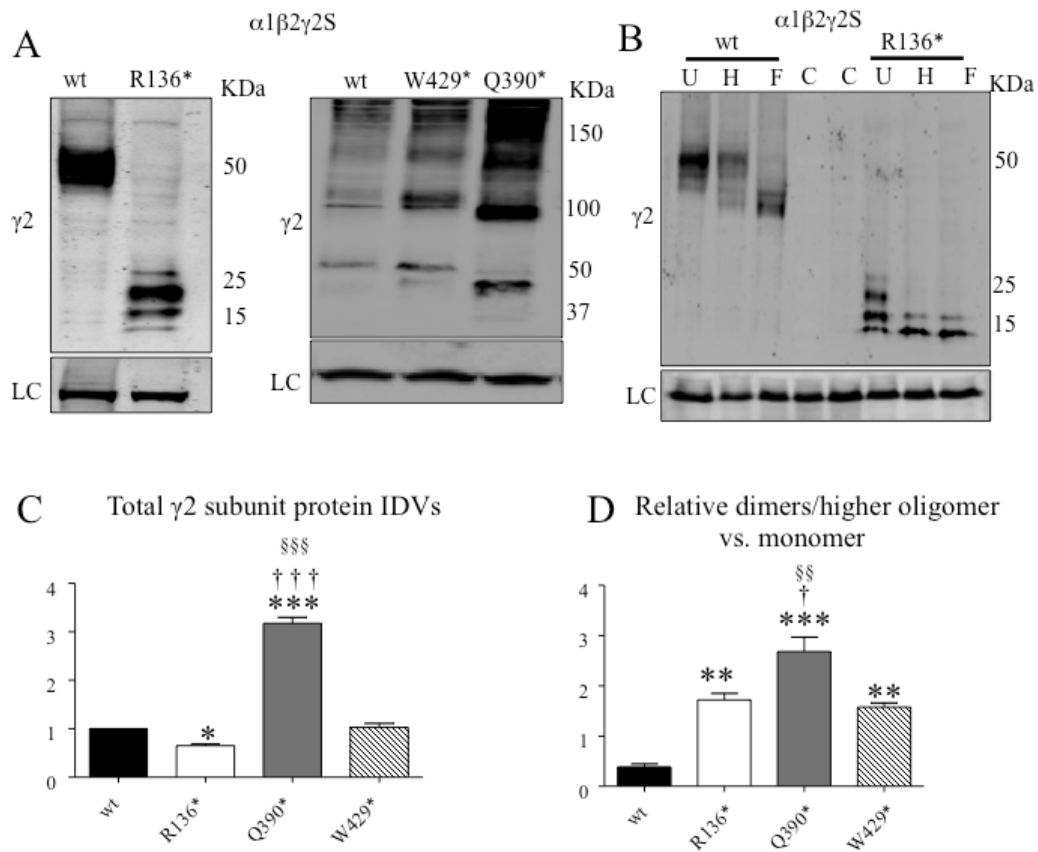 A
α1β2γ2S
wt R136* KDa
γ2
50
25
15
LC
wt W429* Q390* KDa
γ2
150
100
50
37
LC
B
α1β2γ2S
wt R136*
U H F C C U H F KDa
γ2
50
25
15
LC
C Total γ2 subunit protein IDVs
§§§
†††
***
*
4
3
2
1
0
wt R136* Q390* W429*
D Relative dimers/higher oligomer
vs. monomer
§§
†
***
** **
4
3
2
1
0
wt R136* Q390* W429*